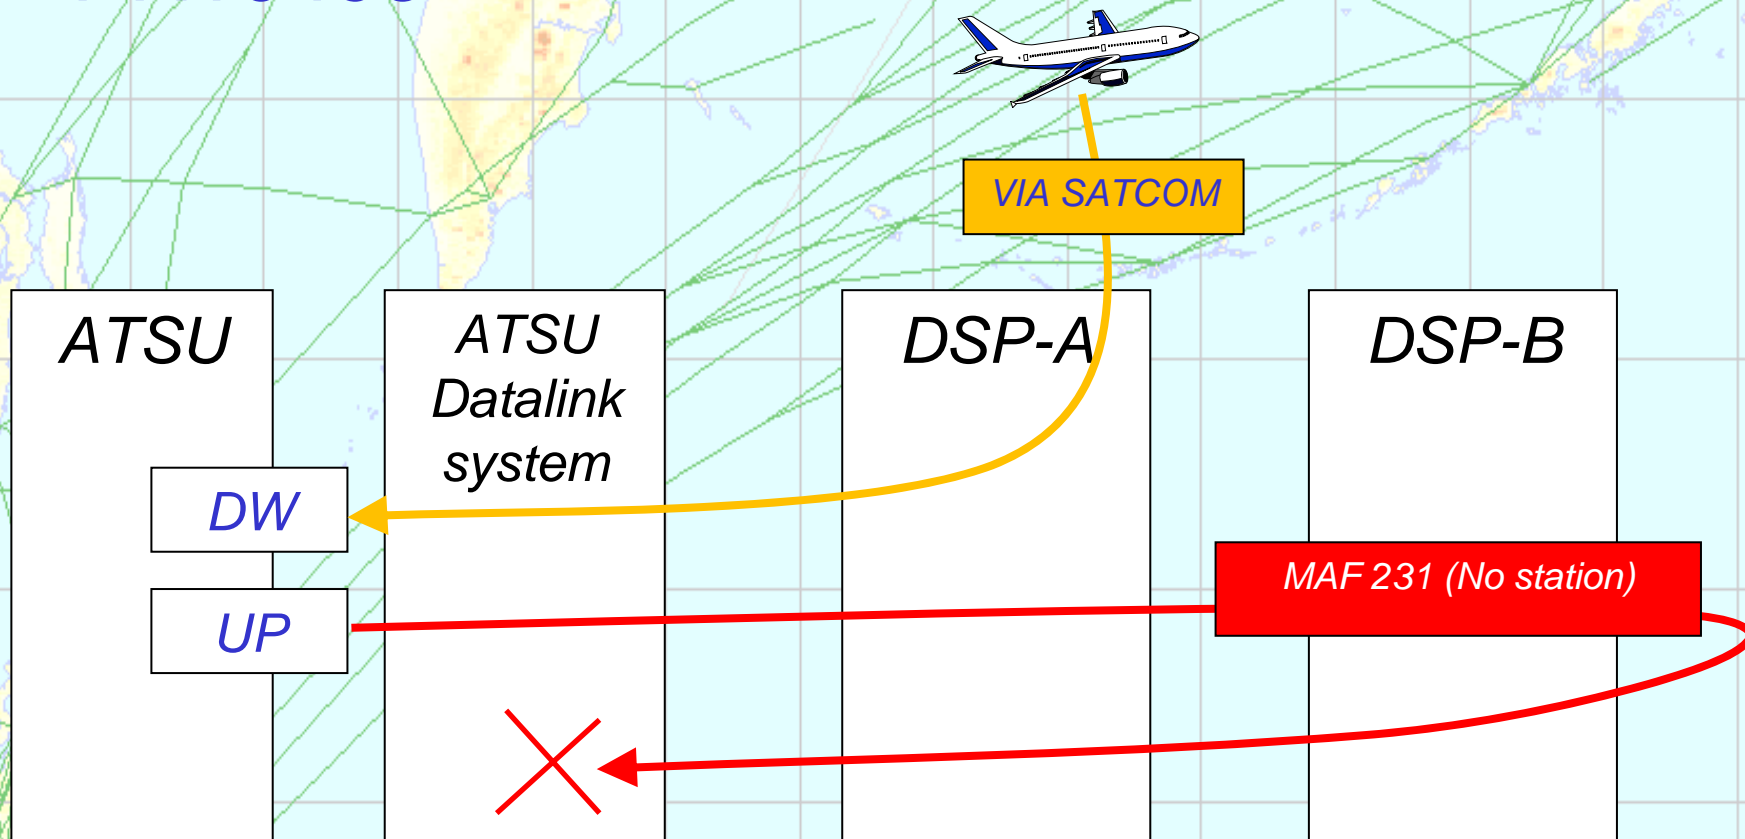 VIA SATCOM
ATSU
ATSU
Datalink
system
DSP-A
DSP-B
DW
MAF 231 (No station)
UP